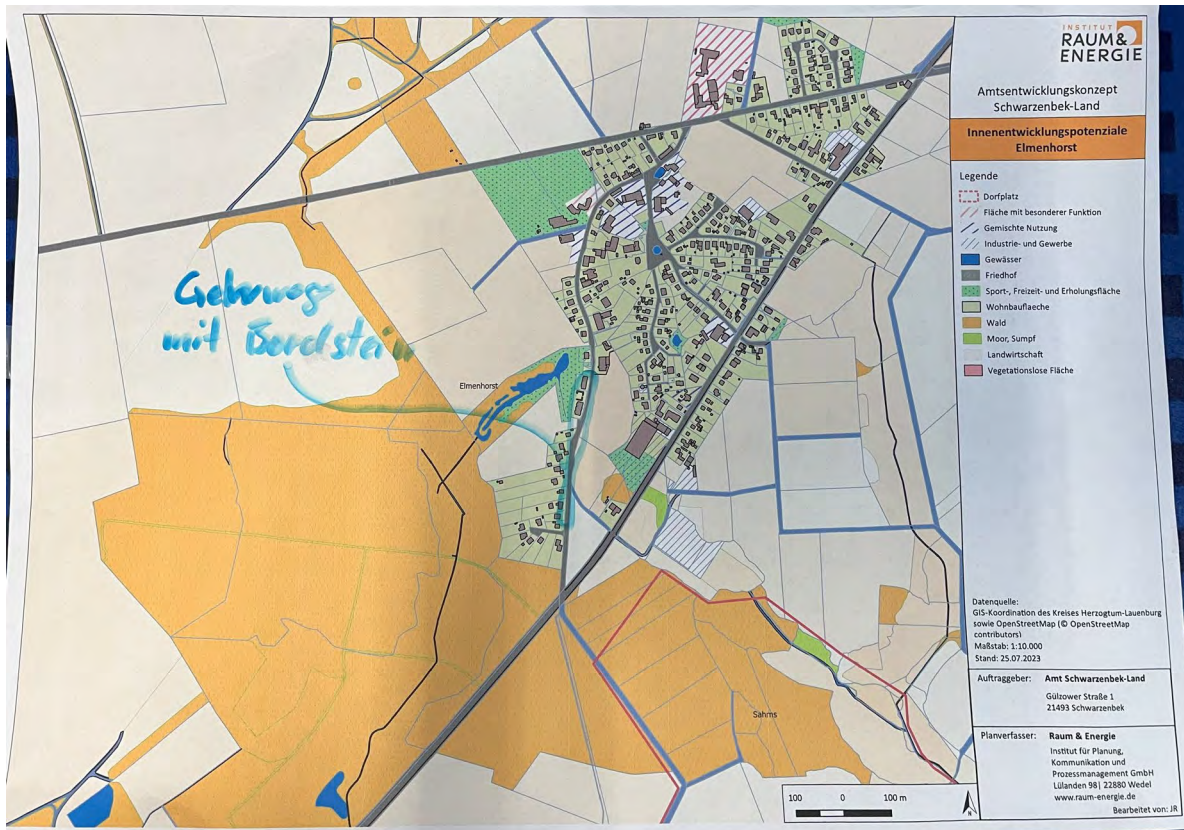 INSTITUT
RAUM&
ENERGIE
Amtsentwicklungskonzept
Schwarzenbek-Land
Innenentwicklungspotenziale
Elmenhorst
Legende
Dorfplatz
Fläche mit besonderer Funktion
Gemischte Nutzung
Industrie- und Gewerbe
Gewässer
Friedhof
Sport-, Freizeit- und Erholungsfläche
Wohnbauflaeche
Wald
Moor, Sumpf
Landwirtschaft
Vegetationslose Fläche
Gehweg
mit Bordstein
Elmenhorst
Sahms
Datenquelle:
GIS-Koordination des Kreises Herzogtum-Lauenburg
sowie OpenStreetMap (© OpenStreetMap
contributors)
Maßstab: 1:10.000
Stand: 25.07.2023
Auftraggeber: Amt Schwarzenbek-Land
Gülzower Straße 1
21493 Schwarzenbek
Planverfasser: Raum & Energie
Institut für Planung,
Kommunikation und
Prozessmanagement GmbH
Lülanden 98| 22880 Wedel
www.raum-energie.de
Bearbeitet von: JR
100 0 100 m
N